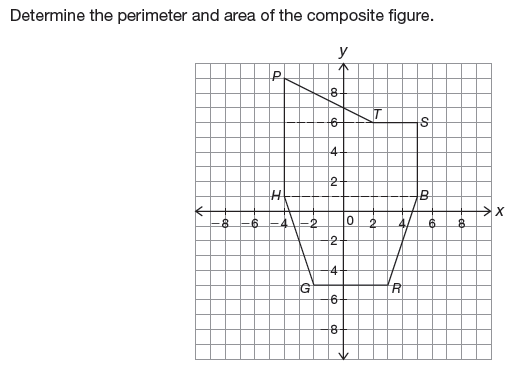 Determine the perimeter and area of the composite figure.
y
P
8
T
6
S
4
2
H
B
x
-8 -6 -4 -2 0 2 4 6 8
-2
-4
G
R
-6
-8